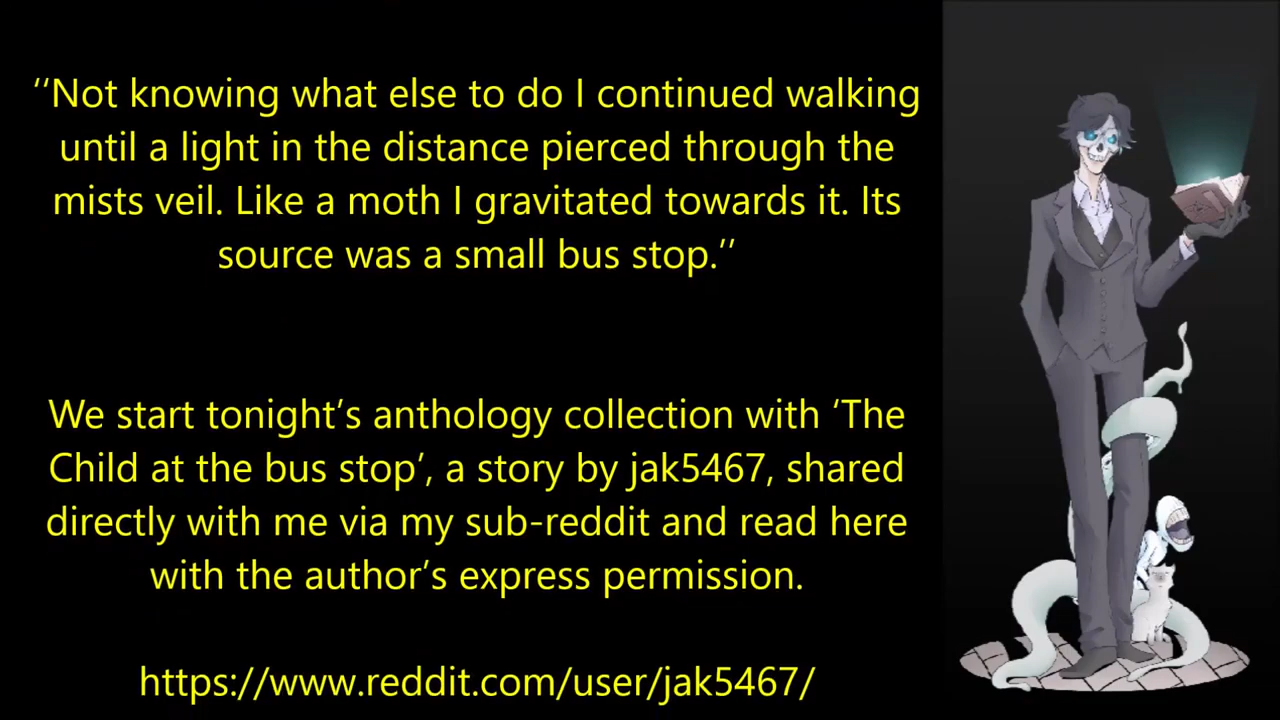 ‘‘Not knowing what else to do I continued walking
until a light in the distance pierced through the
mists veil. Like a moth I gravitated towards it. Its
source was a small bus stop.’’
We start tonight’s anthology collection with ‘The
Child at the bus stop’, a story by jak5467, shared
directly with me via my sub-reddit and read here
with the author’s express permission.
https://www.reddit.com/user/jak5467/